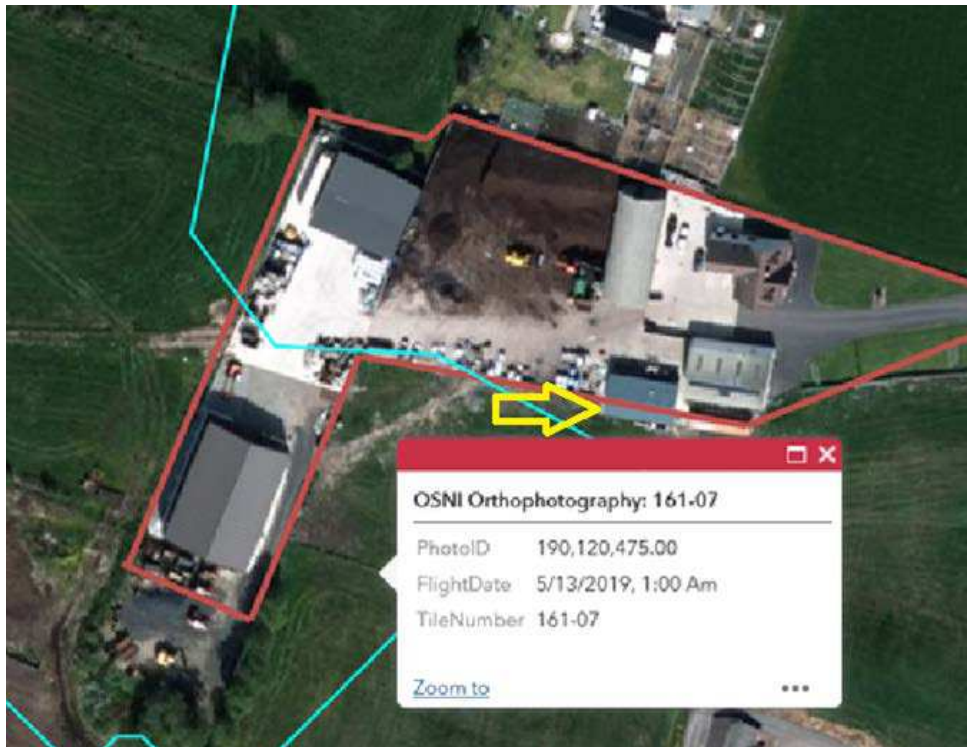 OSNI Orthophotography: 161-07
PhotoID 190,120,475.00
FlightDate 5/13/2019, 1:00 Am
TileNumber 161-07
Zoom to